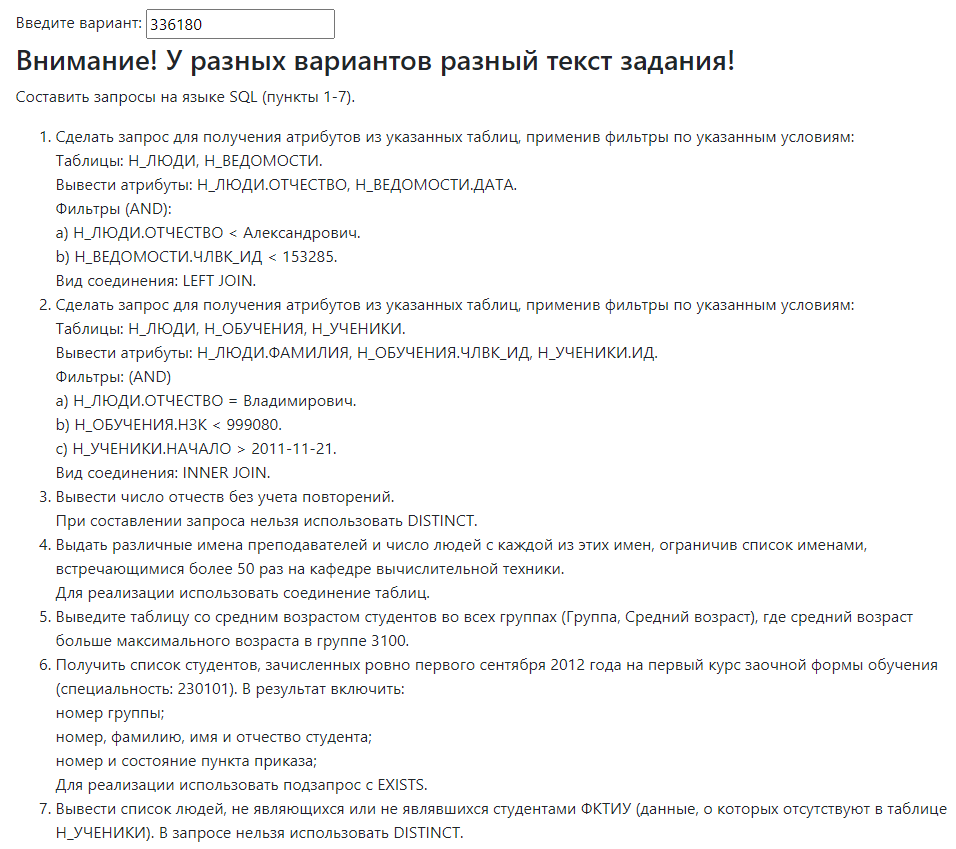 Введите вариант: 336180
Внимание! У разных вариантов разный текст задания!
Составить запросы на языке SQL (пункты 1-7).
1. Сделать запрос для получения атрибутов из указанных таблиц, применив фильтры по указанным условиям:
Таблицы: Н_ЛЮДИ, Н_ВЕДОМОСТИ.
Вывести атрибуты: Н_ЛЮДИ.ОТЧЕСТВО, Н_ВЕДОМОСТИ.ДАТА.
Фильтры (AND):
a) Н_ЛЮДИ.ОТЧЕСТВО < Александрович.
b) Н_ВЕДОМОСТИ.ЧЛВК_ИД < 153285.
Вид соединения: LEFT JOIN.
2. Сделать запрос для получения атрибутов из указанных таблиц, применив фильтры по указанным условиям:
Таблицы: Н_ЛЮДИ, Н_ОБУЧЕНИЯ, Н_УЧЕНИКИ.
Вывести атрибуты: Н_ЛЮДИ.ФАМИЛИЯ, Н_ОБУЧЕНИЯ.ЧЛВК_ИД, Н_УЧЕНИКИ.ИД.
Фильтры: (AND)
a) Н_ЛЮДИ.ОТЧЕСТВО = Владимирович.
b) Н_ОБУЧЕНИЯ.НЗК < 999080.
c) Н_УЧЕНИКИ.НАЧАЛО > 2011-11-21.
Вид соединения: INNER JOIN.
3. Вывести число отчеств без учета повторений.
При составлении запроса нельзя использовать DISTINCT.
4. Выдать различные имена преподавателей и число людей с каждой из этих имен, ограничив список именами,
встречающимися более 50 раз на кафедре вычислительной техники.
Для реализации использовать соединение таблиц.
5. Выведите таблицу со средним возрастом студентов во всех группах (Группа, Средний возраст), где средний возраст
больше максимального возраста в группе 3100.
6. Получить список студентов, зачисленных ровно первого сентября 2012 года на первый курс заочной формы обучения
(специальность: 230101). В результат включить:
номер группы;
номер, фамилию, имя и отчество студента;
номер и состояние пункта приказа;
Для реализации использовать подзапрос с EXISTS.
7. Вывести список людей, не являющихся или не являвшихся студентами ФКТИУ (данные, о которых отсутствуют в таблице
Н_УЧЕНИКИ). В запросе нельзя использовать DISTINCT.